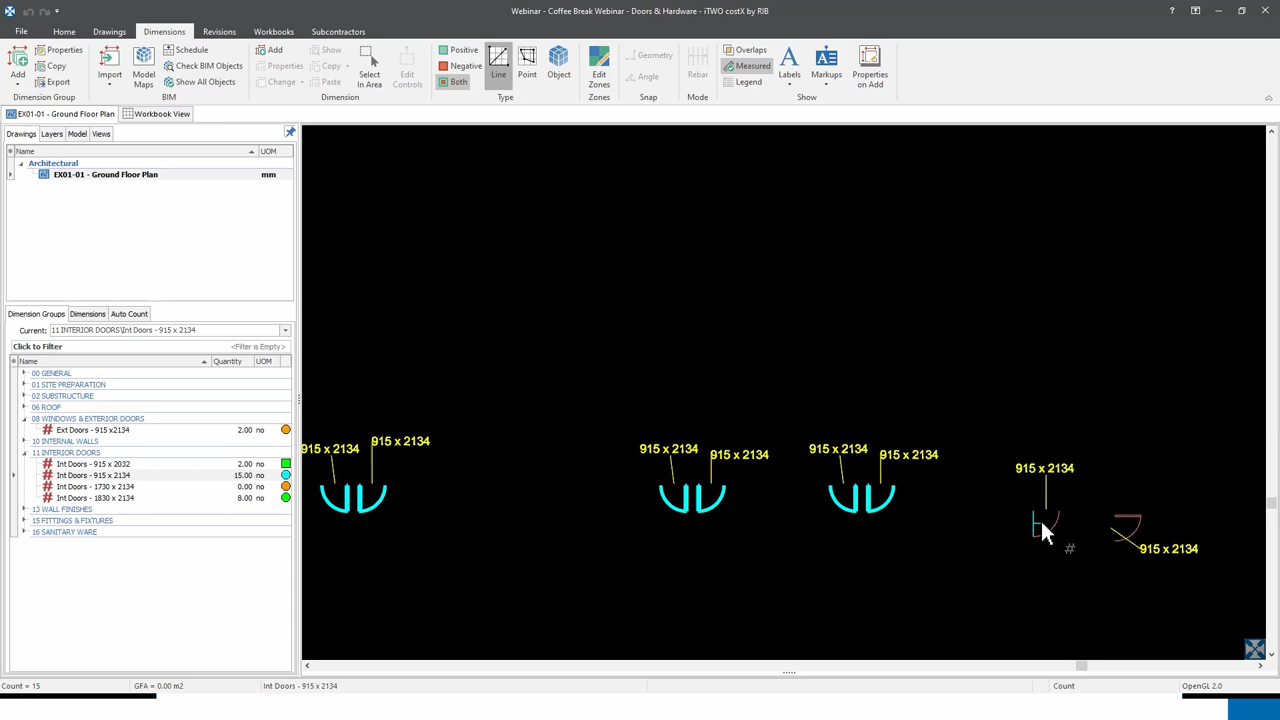 Webinar - Coffee Break Webinar - Doors & Hardware - iTWO costX by RIB
File Home Drawings Dimensions Revisions Workbooks Subcontractors
Add Properties Copy Export
Dimension Group
Import Model Maps Schedule Check BIM Objects Show All Objects
BIM
Add Properties Change Show Copy Paste Select In Area Edit Controls
Dimension
Positive Negative Both Line Point Object
Type
Edit Zones
Zones
Geometry Angle
Snap
Rebar
Mode
Overlaps Measured Legend Labels Markups Properties on Add
Show
EX01-01 - Ground Floor Plan Workbook View
Drawings Layers Model Views
Name UOM
Architectural
EX01-01 - Ground Floor Plan mm
Dimension Groups Dimensions Auto Count
Current: 11 INTERIOR DOORS\Int Doors - 915 x 2134
Click to Filter <Filter is Empty>
Name Quantity UOM
00 GENERAL
01 SITE PREPARATION
02 SUBSTRUCTURE
06 ROOF
08 WINDOWS & EXTERIOR DOORS
# Ext Doors - 915 x2134 2.00 no
10 INTERNAL WALLS
11 INTERIOR DOORS
# Int Doors - 915 x 2032 2.00 no
# Int Doors - 915 x 2134 15.00 no
# Int Doors - 1730 x 2134 0.00 no
# Int Doors - 1830 x 2134 8.00 no
13 WALL FINISHES
15 FITTINGS & FIXTURES
16 SANITARY WARE
915 x 2134 915 x 2134 915 x 2134 915 x 2134 915 x 2134 915 x 2134
915 x 2134
#
915 x 2134
Count = 15 GFA = 0.00 m2 Int Doors - 915 x 2134 Count OpenGL 2.0